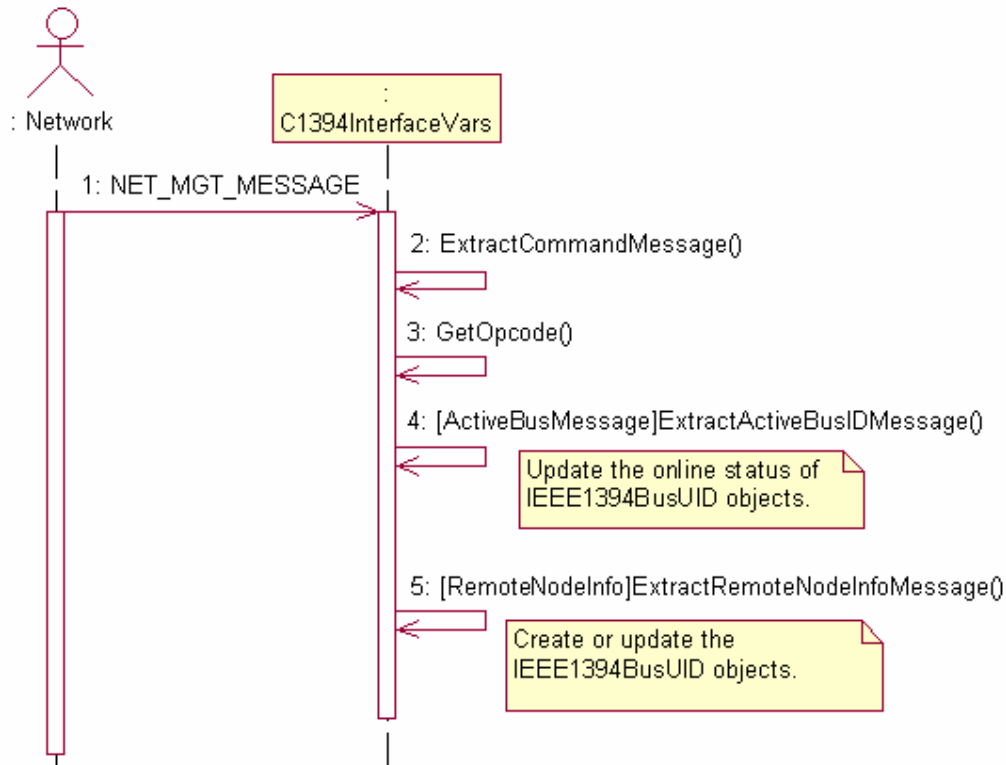 : Network
:
C1394InterfaceVars
1: NET_MGT_MESSAGE
2: ExtractCommandMessage()
3: GetOpcode()
4: [ActiveBusMessage]ExtractActiveBusIDMessage()
Update the online status of
IEEE1394BusUID objects.
5: [RemoteNodeInfo]ExtractRemoteNodeInfoMessage()
Create or update the
IEEE1394BusUID objects.